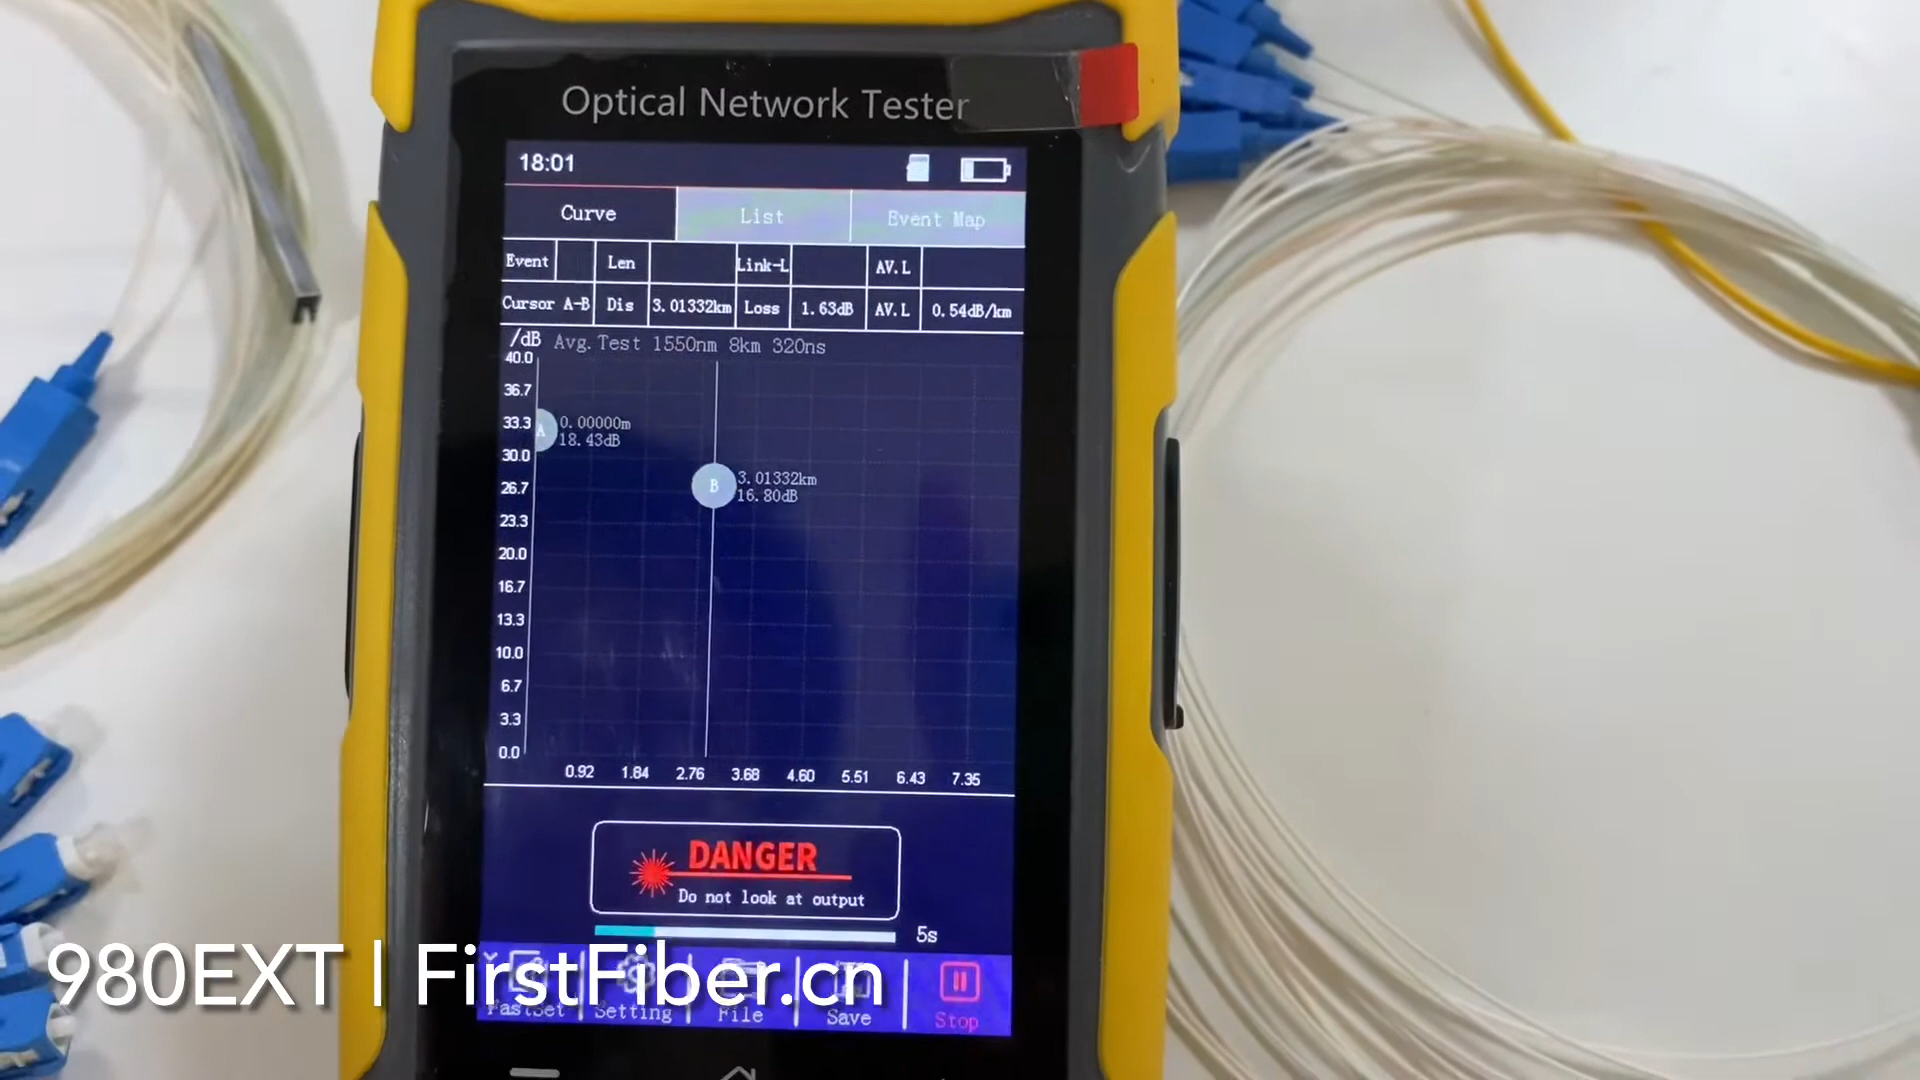 Optical Network Tester
18:01
Curve List Event Map
Event Len Link-L AV.L
Cursor A-B Dis 3.01332km Loss 1.63dB AV.L 0.54dB/km
/dB Avg.Test 1550nm 8km 320ns
40.0
36.7
33.3
A 0.00000m
18.43dB
30.0
26.7
B 3.01332km
16.80dB
23.3
20.0
16.7
13.3
10.0
6.7
3.3
0.0
0.92 1.84 2.76 3.68 4.60 5.51 6.43 7.35
DANGER
Do not look at output
5s
980EXT | FirstFiber.cn
FastSet Setting File Save Stop